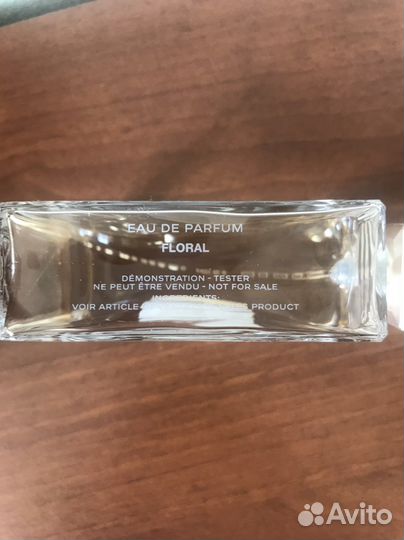 EAU DE PARFUM
FLORAL
DÉMONSTRATION - TESTER
NE PEUT ÊTRE VENDU - NOT FOR SALE
INGREDIENTS:
VOIR ARTICLE PRODUCT
Avito